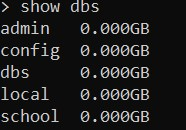 > show dbs
admin   0.000GB
config  0.000GB
dbs     0.000GB
local   0.000GB
school  0.000GB